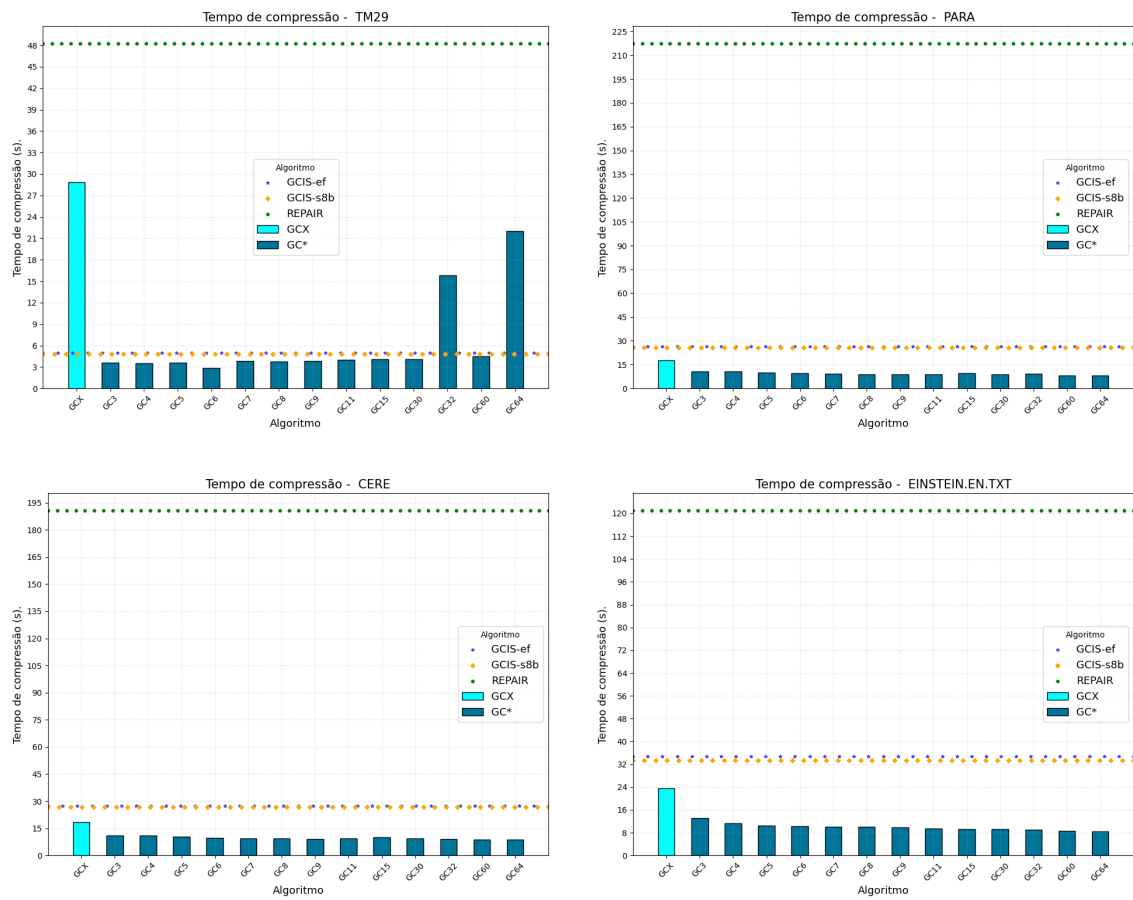 Tempo de compressão - TM29
Tempo de compressão (s).
48
45
42
39
36
33
30
27
24
21
18
15
12
9
6
3
0
Algoritmo
GCIS-ef
GCIS-s8b
REPAIR
GCX
GC*
GCX
GC3
GC4
GC5
GC6
GC7
GC8
GC9
GC11
GC15
GC30
GC32
GC60
GC64
Algoritmo
Tempo de compressão - PARA
Tempo de compressão (s).
225
210
195
180
165
150
135
120
105
90
75
60
45
30
15
0
Algoritmo
GCIS-ef
GCIS-s8b
REPAIR
GCX
GC*
GCX
GC3
GC4
GC5
GC6
GC7
GC8
GC9
GC11
GC15
GC30
GC32
GC60
GC64
Algoritmo
Tempo de compressão - CERE
Tempo de compressão (s).
195
180
165
150
135
120
105
90
75
60
45
30
15
0
Algoritmo
GCIS-ef
GCIS-s8b
REPAIR
GCX
GC*
GCX
GC3
GC4
GC5
GC6
GC7
GC8
GC9
GC11
GC15
GC30
GC32
GC60
GC64
Algoritmo
Tempo de compressão - EINSTEIN.EN.TXT
Tempo de compressão (s).
120
112
104
96
88
80
72
64
56
48
40
32
24
16
8
0
Algoritmo
GCIS-ef
GCIS-s8b
REPAIR
GCX
GC*
GCX
GC3
GC4
GC5
GC6
GC7
GC8
GC9
GC11
GC15
GC30
GC32
GC60
GC64
Algoritmo